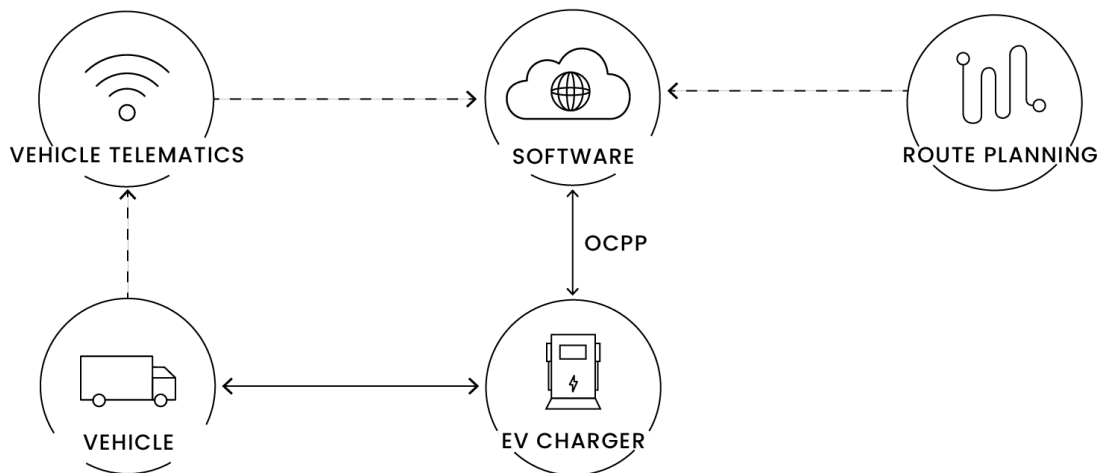 VEHICLE TELEMATICS
SOFTWARE
ROUTE PLANNING
OCPP
VEHICLE
EV CHARGER